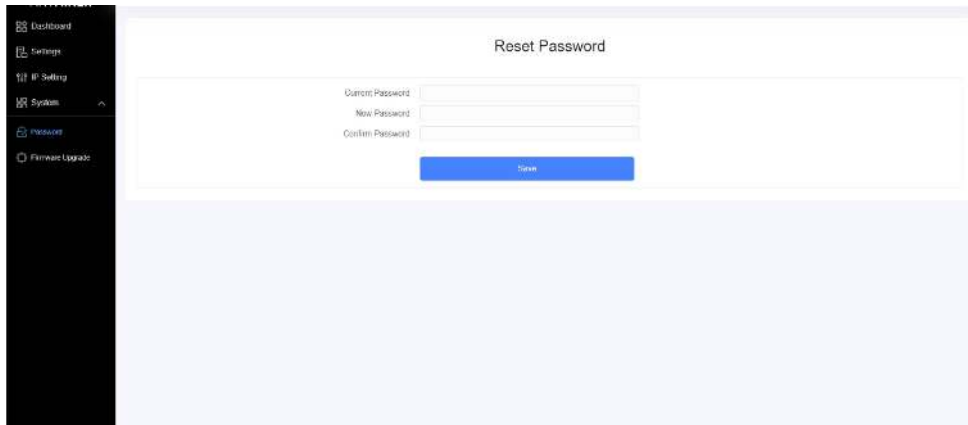 Dashboard
Settings
IP Setting
System
Password
Firmware Upgrade
Reset Password
Current Password
New Password
Confirm Password
Save